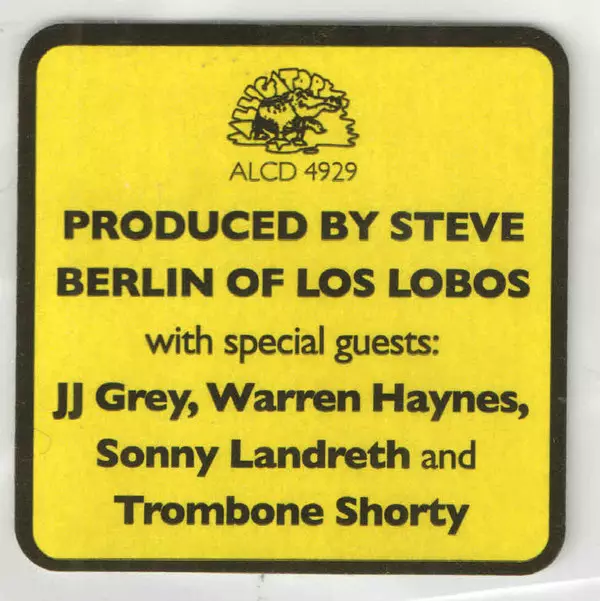 ALLIGATOR
ALCD 4929
PRODUCED BY STEVE
BERLIN OF LOS LOBOS
with special guests:
JJ Grey, Warren Haynes,
Sonny Landreth and
Trombone Shorty